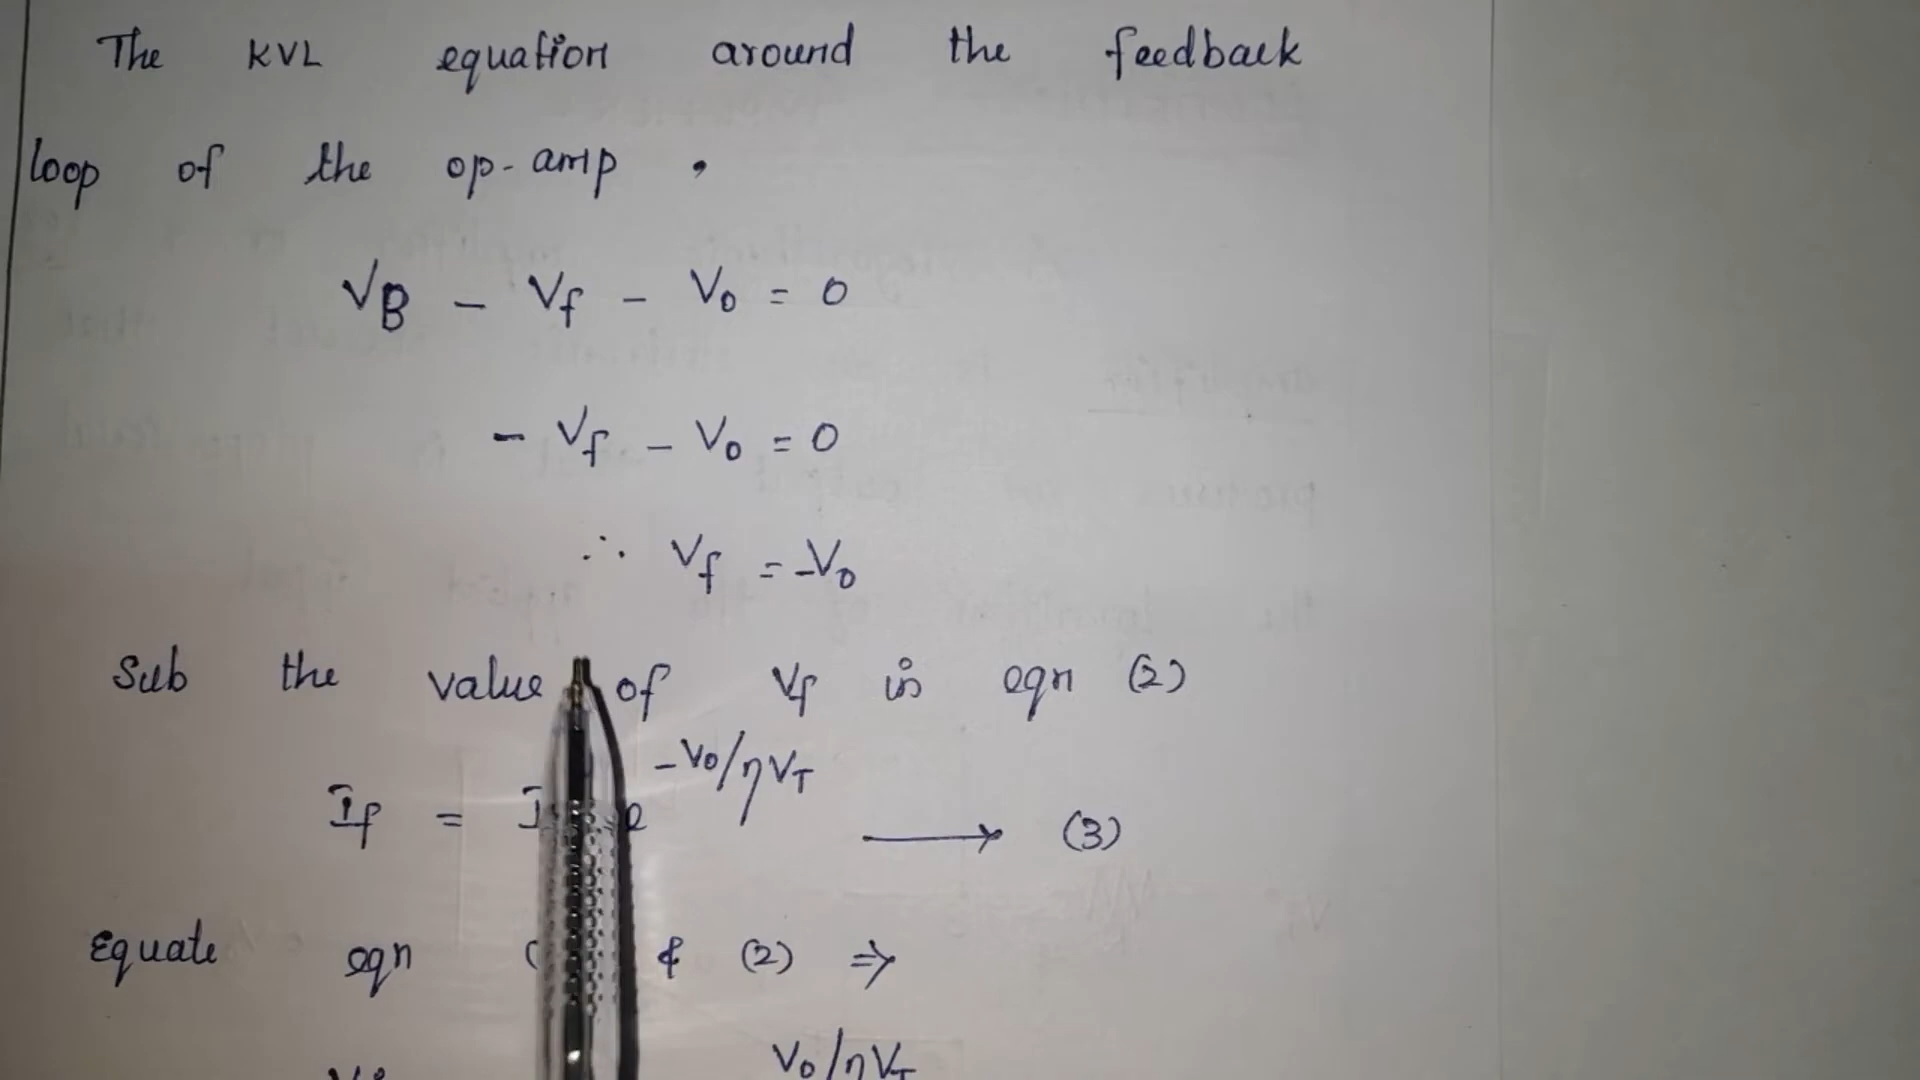 The KVL equation around the feedback
loop of the op-amp ,
VB - Vf - Vo = 0
- Vf - Vo = 0
∴ Vf = -Vo
Sub the value of Vf in eqn (2)
If = e^-Vo/ηVT ⟶ (3)
Equate eqn & (2) ⇒
Vo/ηVT